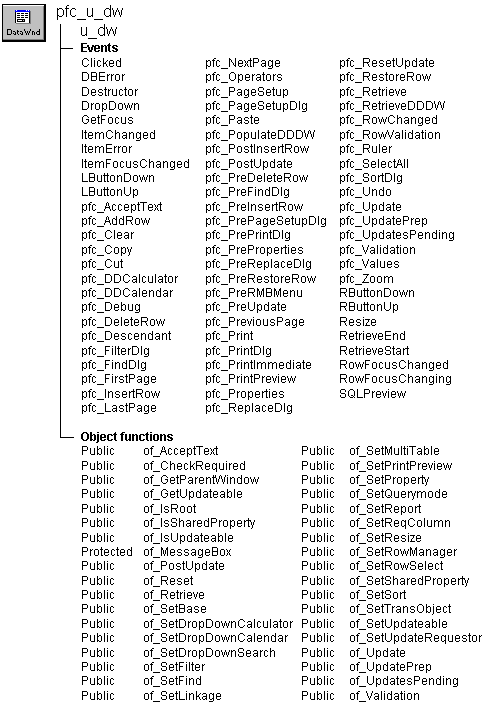 DataWnd
pfc_u_dw
u_dw
Events
Clicked
DBError
Destructor
DropDown
GetFocus
ItemChanged
ItemError
ItemFocusChanged
LButtonDown
LButtonUp
pfc_AcceptText
pfc_AddRow
pfc_Clear
pfc_Copy
pfc_Cut
pfc_DDCalculator
pfc_DDCalendar
pfc_Debug
pfc_DeleteRow
pfc_Descendant
pfc_FilterDlg
pfc_FindDlg
pfc_FirstPage
pfc_InsertRow
pfc_LastPage
pfc_NextPage
pfc_Operators
pfc_PageSetup
pfc_PageSetupDlg
pfc_Paste
pfc_PopulateDDDW
pfc_PostInsertRow
pfc_PostUpdate
pfc_PreDeleteRow
pfc_PreFindDlg
pfc_PreInsertRow
pfc_PrePageSetupDlg
pfc_PrePrintDlg
pfc_PreProperties
pfc_PreReplaceDlg
pfc_PreRestoreRow
pfc_PreRMBMenu
pfc_PreUpdate
pfc_PreviousPage
pfc_Print
pfc_PrintDlg
pfc_PrintImmediate
pfc_PrintPreview
pfc_Properties
pfc_ReplaceDlg
pfc_ResetUpdate
pfc_RestoreRow
pfc_Retrieve
pfc_RetrieveDDDW
pfc_RowChanged
pfc_RowValidation
pfc_Ruler
pfc_SelectAll
pfc_SortDlg
pfc_Undo
pfc_Update
pfc_UpdatePrep
pfc_UpdatesPending
pfc_Validation
pfc_Values
pfc_Zoom
RButtonDown
RButtonUp
Resize
RetrieveEnd
RetrieveStart
RowFocusChanged
RowFocusChanging
SQLPreview
Object functions
Public of_AcceptText
Public of_CheckRequired
Public of_GetParentWindow
Public of_GetUpdateable
Public of_IsRoot
Public of_IsSharedProperty
Public of_IsUpdateable
Protected of_MessageBox
Public of_PostUpdate
Public of_Reset
Public of_Retrieve
Public of_SetBase
Public of_SetDropDownCalculator
Public of_SetDropDownCalendar
Public of_SetDropDownSearch
Public of_SetFilter
Public of_SetFind
Public of_SetLinkage
Public of_SetMultiTable
Public of_SetPrintPreview
Public of_SetProperty
Public of_SetQuerymode
Public of_SetReport
Public of_SetReqColumn
Public of_SetResize
Public of_SetRowManager
Public of_SetRowSelect
Public of_SetSharedProperty
Public of_SetSort
Public of_SetTransObject
Public of_SetUpdateable
Public of_SetUpdateRequestor
Public of_Update
Public of_UpdatePrep
Public of_UpdatesPending
Public of_Validation